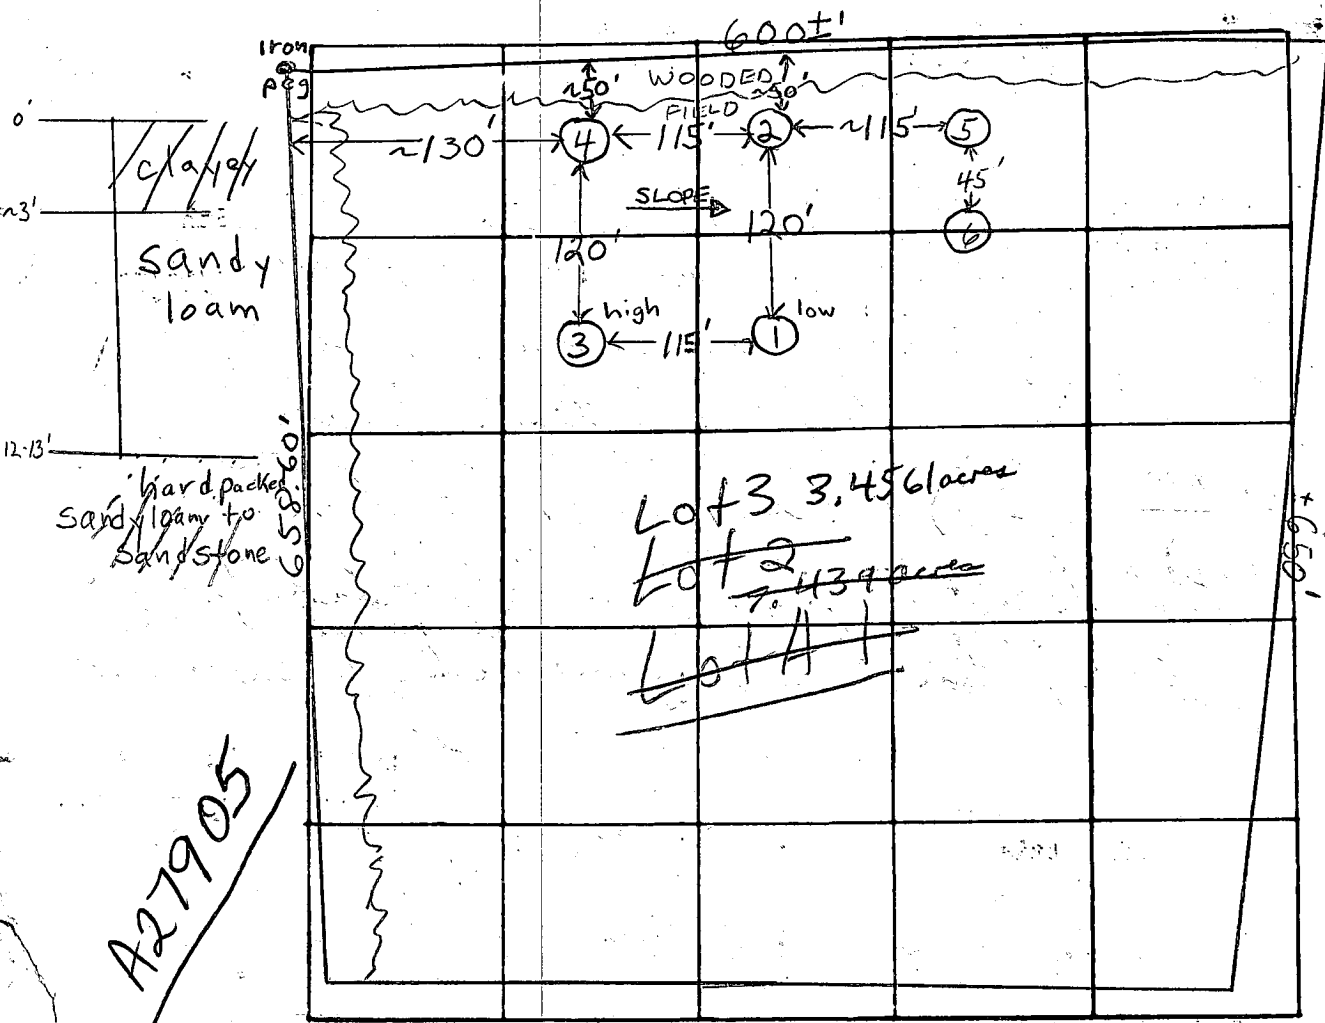 600±'
Iron
peg
~50'
WOODED
~50'
FIELD
0'
clayey
~3'
sandy
loam
12-13'
hard packed
sandy loam to
sandstone
~130'
4
115'
2
~115'
5
45'
6
SLOPE
120'
120'
high
low
3
115'
1
658.60'
±650'
Lot 3 3.4561 acres
Lot 2
Lot A 1
A27905